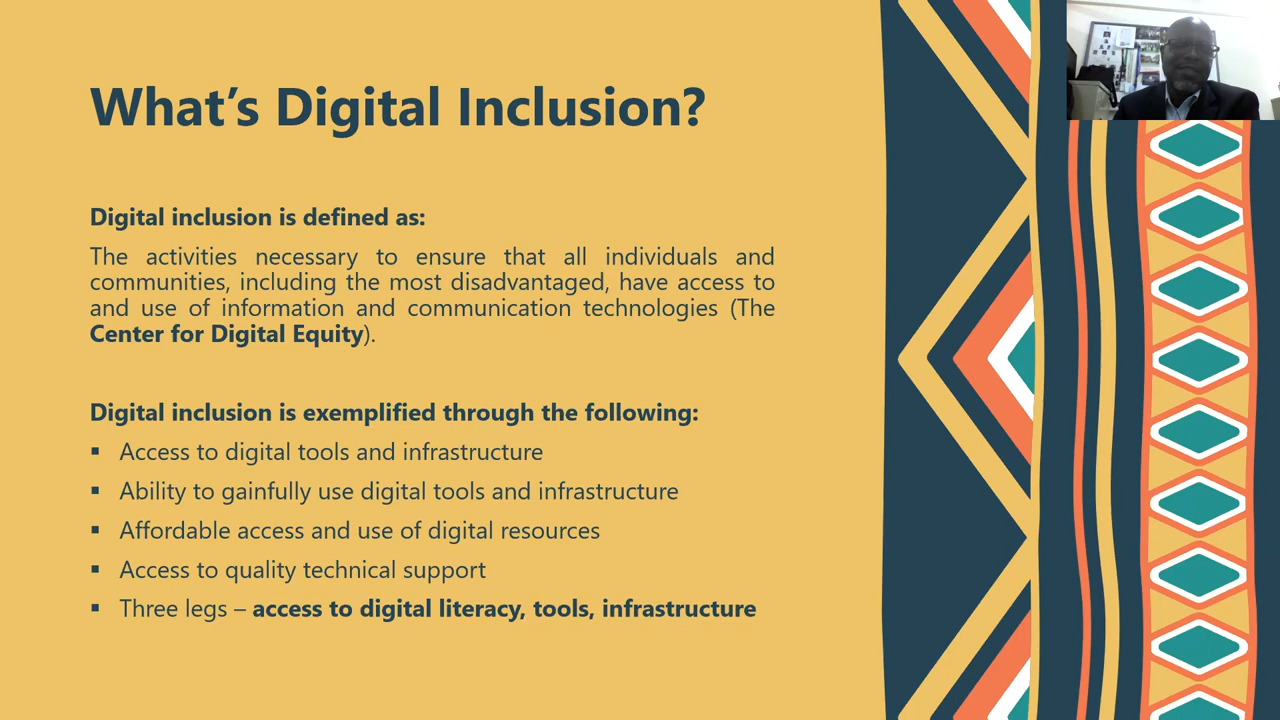 What's Digital Inclusion?
Digital inclusion is defined as:
The activities necessary to ensure that all individuals and
communities, including the most disadvantaged, have access to
and use of information and communication technologies (The
Center for Digital Equity).
Digital inclusion is exemplified through the following:
▪ Access to digital tools and infrastructure
▪ Ability to gainfully use digital tools and infrastructure
▪ Affordable access and use of digital resources
▪ Access to quality technical support
▪ Three legs – access to digital literacy, tools, infrastructure